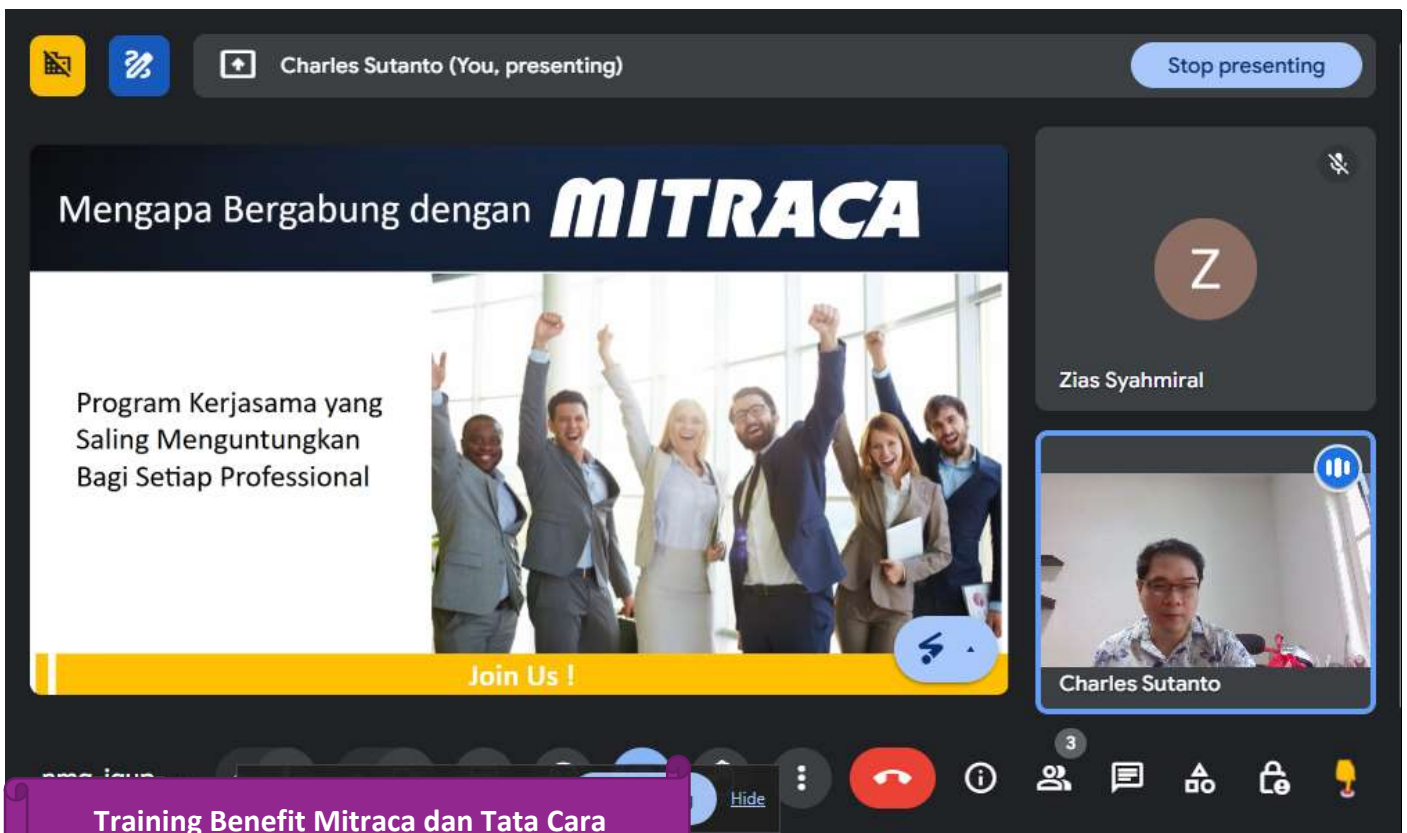 Charles Sutanto (You, presenting)
Stop presenting
Mengapa Bergabung dengan MITRACA
Program Kerjasama yang
Saling Menguntungkan
Bagi Setiap Professional
Join Us !
Z
Zias Syahmiral
Charles Sutanto
3
Hide
Training Benefit Mitraca dan Tata Cara